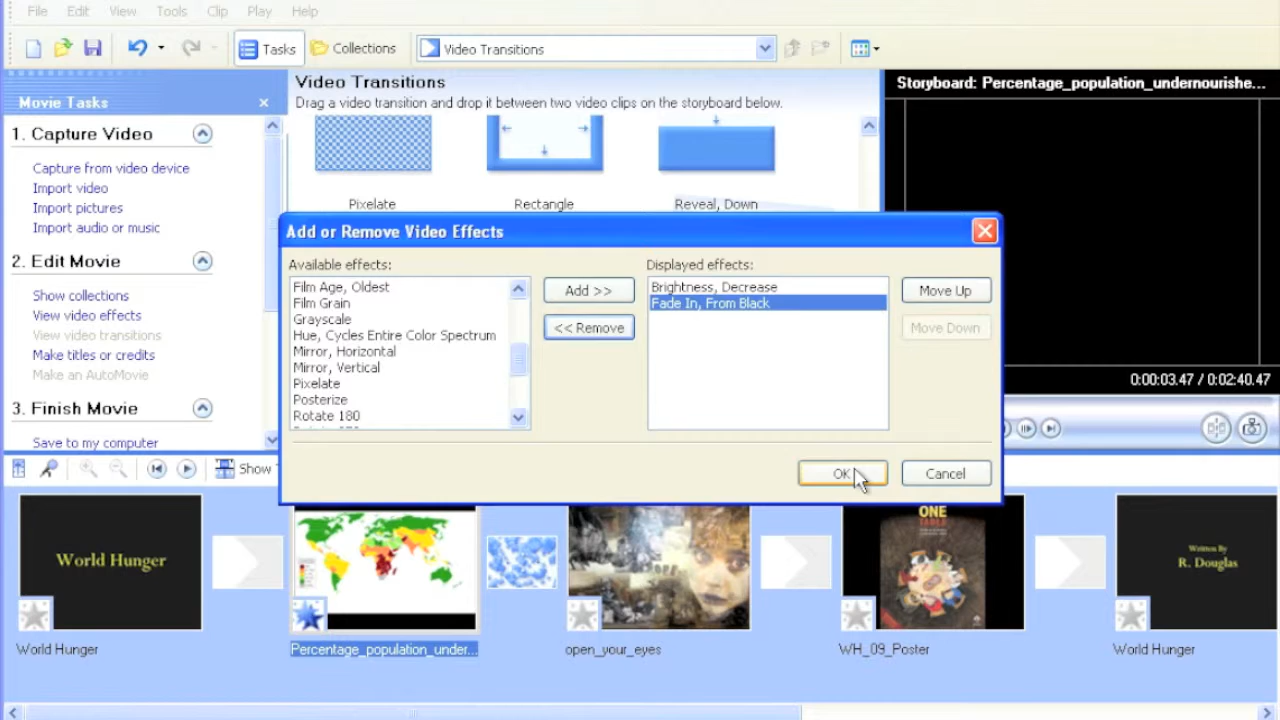 File Edit View Tools Clip Play Help
Tasks Collections Video Transitions
Movie Tasks
1. Capture Video
Capture from video device
Import video
Import pictures
Import audio or music
2. Edit Movie
Show collections
View video effects
View video transitions
Make titles or credits
Make an AutoMovie
3. Finish Movie
Save to my computer
Video Transitions
Drag a video transition and drop it between two video clips on the storyboard below.
Pixelate
Rectangle
Reveal, Down
Storyboard: Percentage_population_undernourishe...
0:00:03.47 / 0:02:40.47
Add or Remove Video Effects
Available effects:
Film Age, Oldest
Film Grain
Grayscale
Hue, Cycles Entire Color Spectrum
Mirror, Horizontal
Mirror, Vertical
Pixelate
Posterize
Rotate 180
Add >>
<< Remove
Displayed effects:
Brightness, Decrease
Fade In, From Black
Move Up
Move Down
OK
Cancel
Show
World Hunger
ONE
Written By
R. Douglas
World Hunger
Percentage_population_under...
open_your_eyes
WH_09_Poster
World Hunger